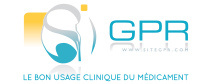 GPR
WWW.SITEGPR.COM
LE BON USAGE CLINIQUE DU MÉDICAMENT